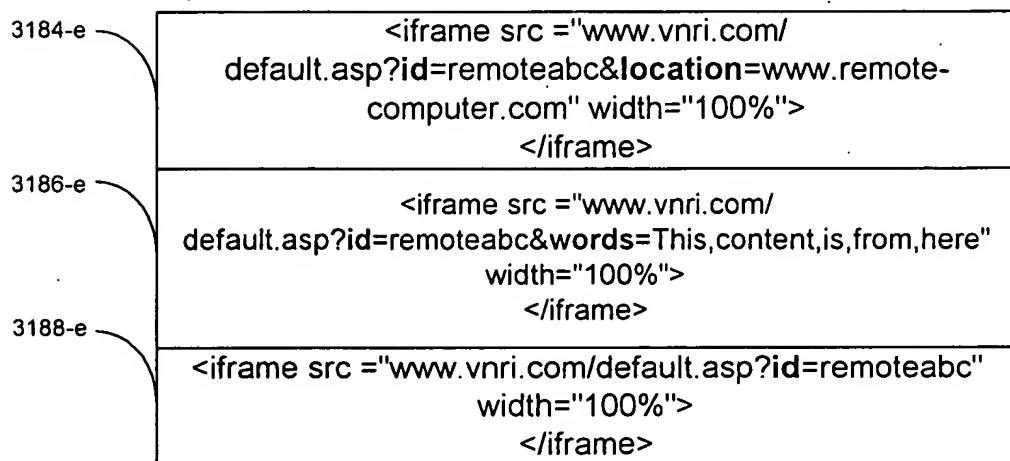 3184-e
<iframe src ="www.vnri.com/
default.asp?id=remoteabc&location=www.remote-
computer.com" width="100%">
</iframe>
3186-e
<iframe src ="www.vnri.com/
default.asp?id=remoteabc&words=This,content,is,from,here"
width="100%">
</iframe>
3188-e
<iframe src ="www.vnri.com/default.asp?id=remoteabc"
width="100%">
</iframe>